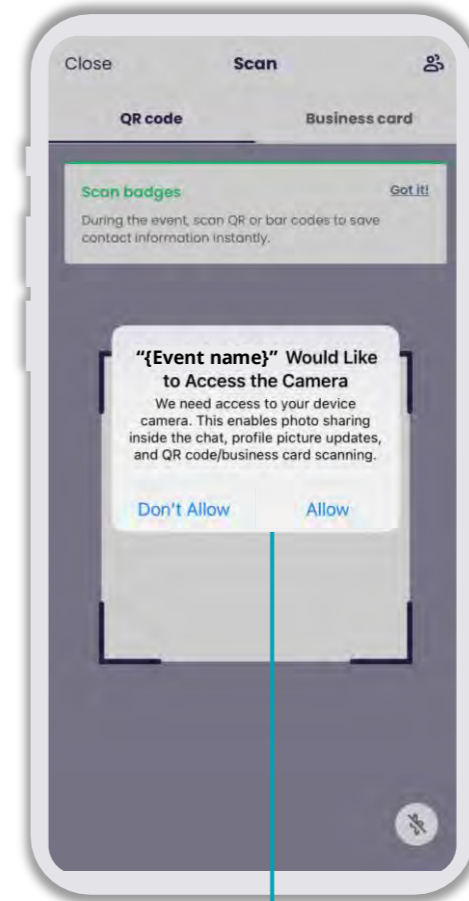 Close Scan
QR code Business card
Scan badges Got it!
During the event, scan QR or bar codes to save
contact information instantly.
“{Event name}” Would Like
to Access the Camera
We need access to your device
camera. This enables photo sharing
inside the chat, profile picture updates,
and QR code/business card scanning.
Don't Allow Allow